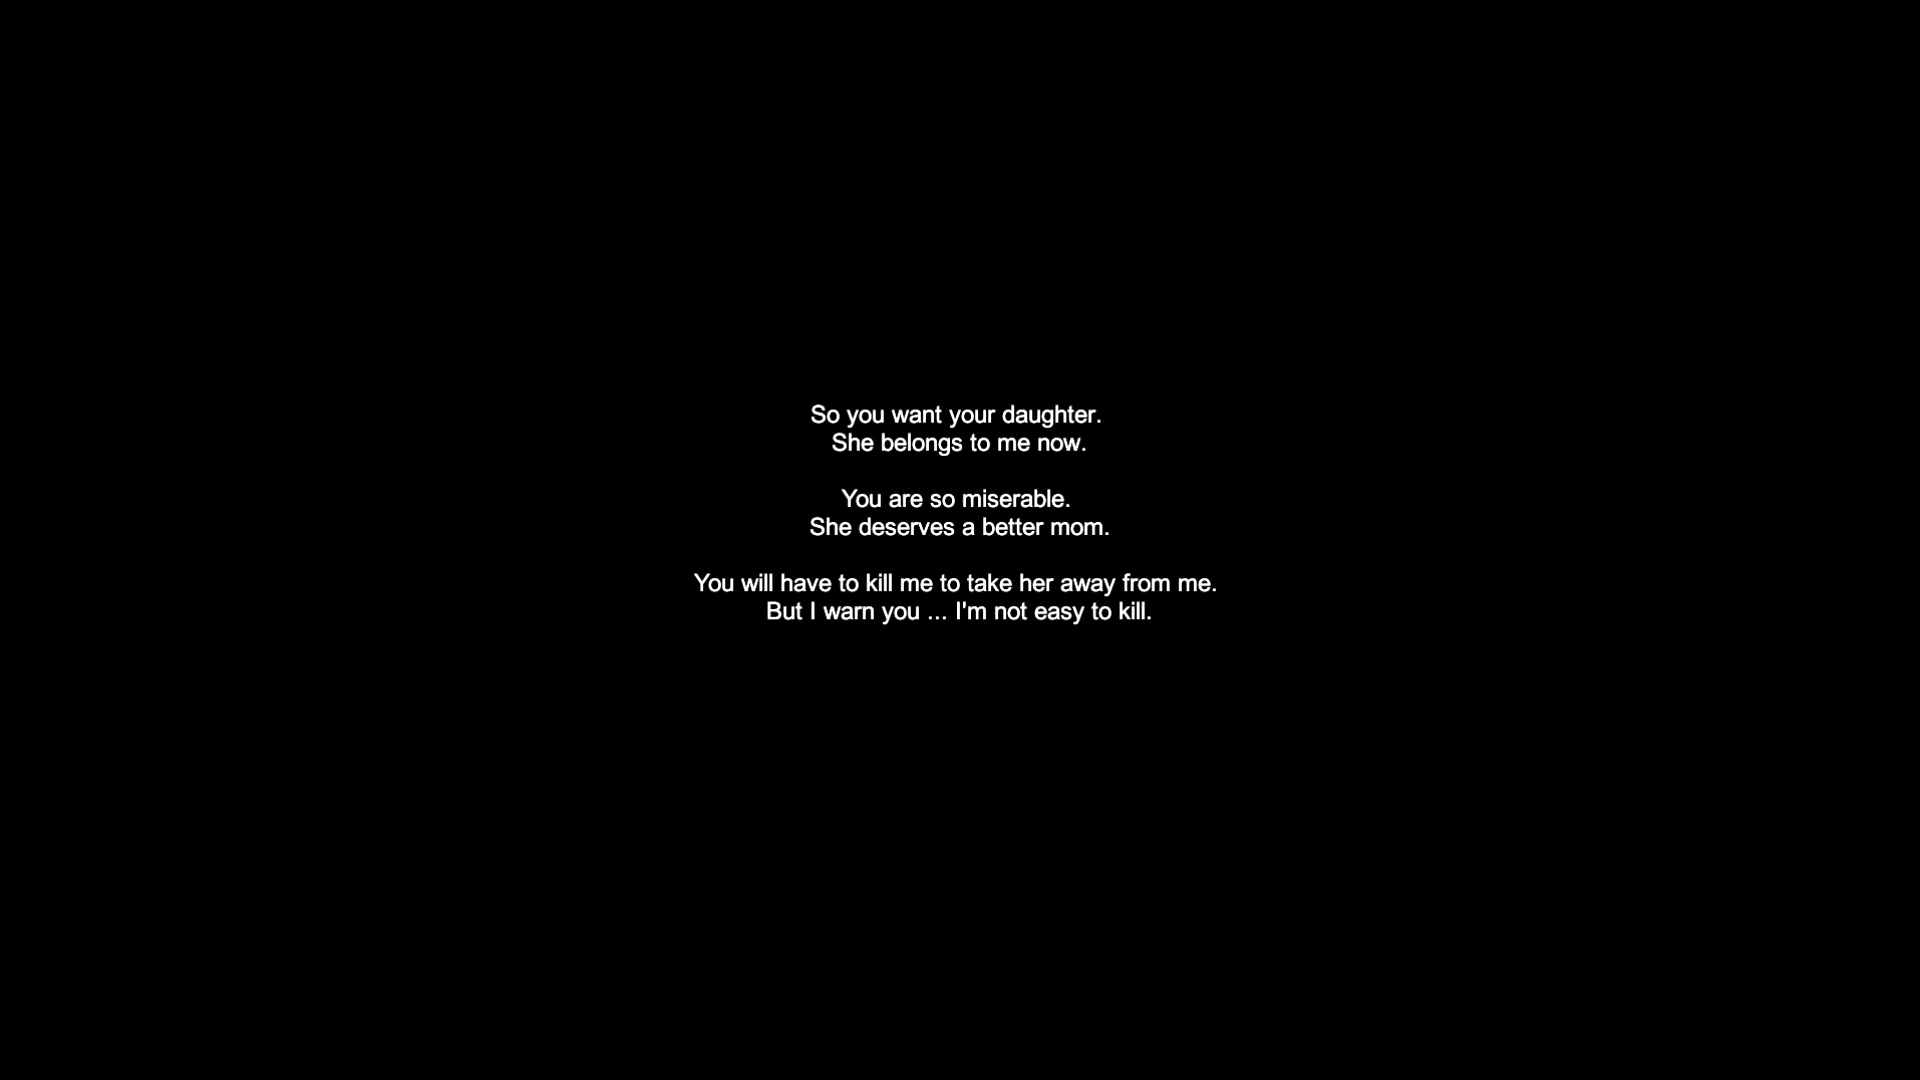 So you want your daughter.
She belongs to me now.
You are so miserable.
She deserves a better mom.
You will have to kill me to take her away from me.
But I warn you ... I'm not easy to kill.